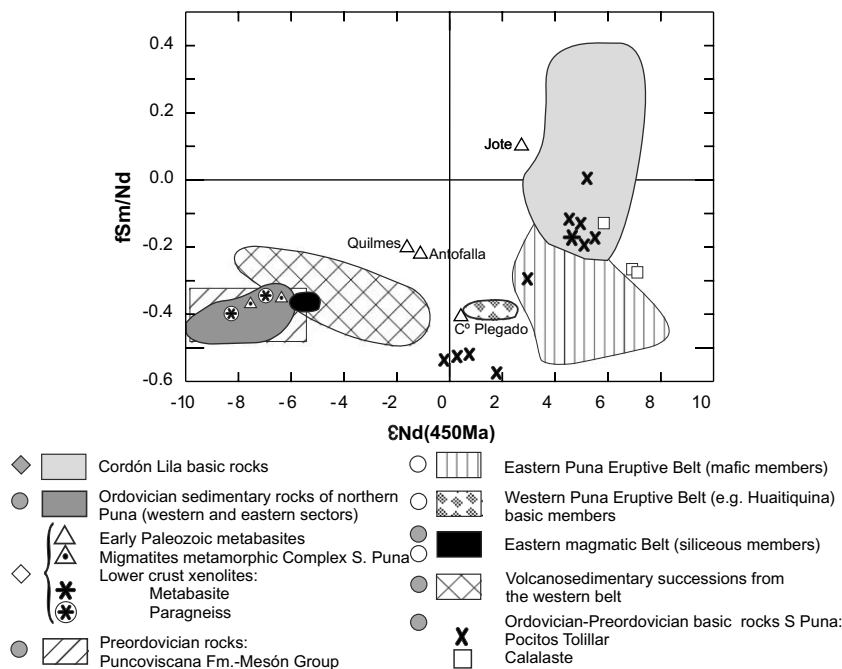 0.4
0.2
0.0
-0.2
-0.4
-0.6
fSm/Nd
Jote
Quilmes
Antofalla
Cº Plegado
-10 -8 -6 -4 -2 0 2 4 6 8 10
εNd(450Ma)
Cordón Lila basic rocks
Ordovician sedimentary rocks of northern
Puna (western and eastern sectors)
Early Paleozoic metabasites
Migmatites metamorphic Complex S. Puna
Lower crust xenolites:
Metabasite
Paragneiss
Preordovician rocks:
Puncoviscana Fm.-Mesón Group
Eastern Puna Eruptive Belt (mafic members)
Western Puna Eruptive Belt (e.g. Huaitiquina)
basic members
Eastern magmatic Belt (siliceous members)
Volcanosedimentary successions from
the western belt
Ordovician-Preordovician basic rocks S Puna:
Pocitos Tolillar
Calalaste